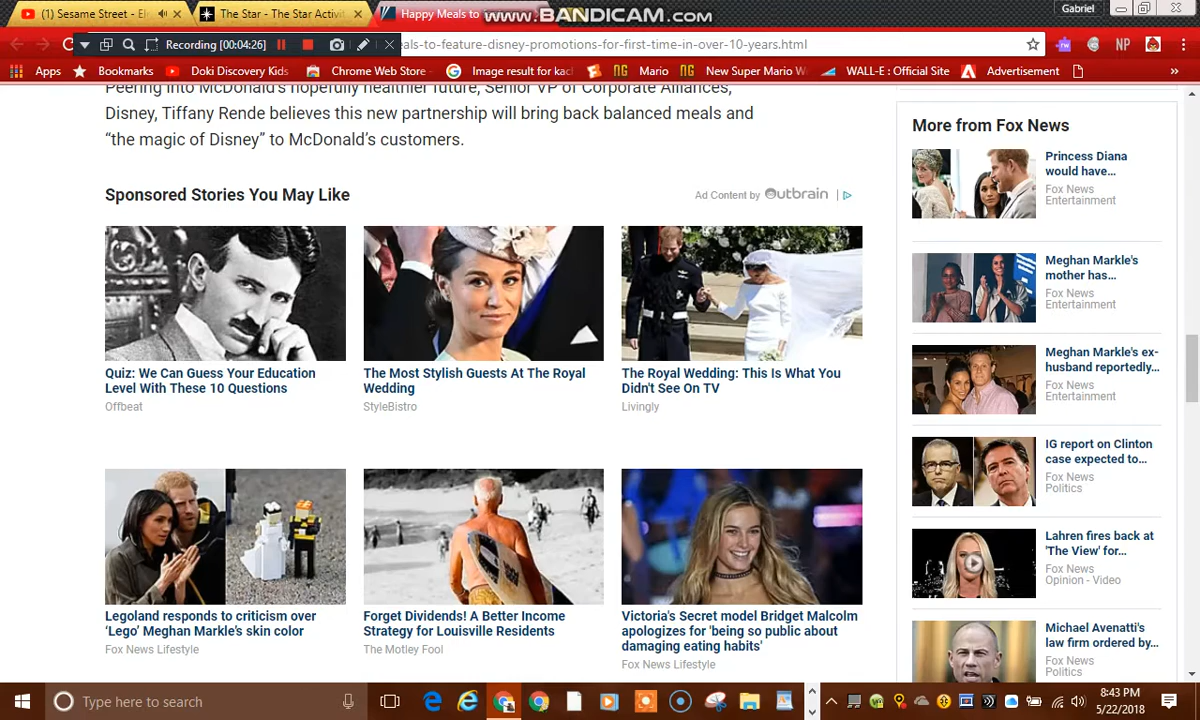 (1) Sesame Street - El
The Star - The Star Activit
Happy Meals to
www.BANDICAM.com
Gabriel
Recording [00:04:26]
eals-to-feature-disney-promotions-for-first-time-in-over-10-years.html
Apps
Bookmarks
Doki Discovery Kids
Chrome Web Store -
Image result for kacl
Mario
New Super Mario W
WALL-E : Official Site
Advertisement
»
Peering into McDonald's hopefully healthier future, Senior VP of Corporate Alliances,
Disney, Tiffany Rende believes this new partnership will bring back balanced meals and
“the magic of Disney” to McDonald’s customers.
Sponsored Stories You May Like
Ad Content by Outbrain
Quiz: We Can Guess Your Education
Level With These 10 Questions
Offbeat
The Most Stylish Guests At The Royal
Wedding
StyleBistro
The Royal Wedding: This Is What You
Didn't See On TV
Livingly
Legoland responds to criticism over
‘Lego’ Meghan Markle’s skin color
Fox News Lifestyle
Forget Dividends! A Better Income
Strategy for Louisville Residents
The Motley Fool
Victoria's Secret model Bridget Malcolm
apologizes for 'being so public about
damaging eating habits'
Fox News Lifestyle
More from Fox News
Princess Diana
would have…
Fox News
Entertainment
Meghan Markle's
mother has…
Fox News
Entertainment
Meghan Markle's ex-
husband reportedly…
Fox News
Entertainment
IG report on Clinton
case expected to…
Fox News
Politics
Lahren fires back at
'The View' for…
Fox News
Opinion - Video
Michael Avenatti's
law firm ordered by…
Fox News
Politics
Type here to search
8:43 PM
5/22/2018